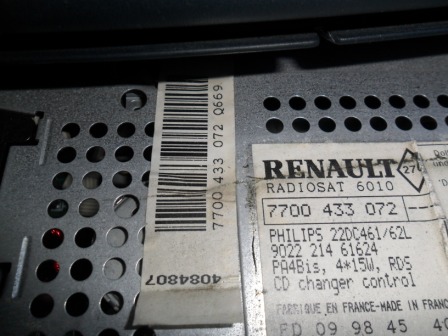 7700 433 072 Q669
4084807
RENAULT
27
RADIOSAT 6010
7700 433 072 --
PHILIPS 22DC461/62L
9022 214 61624
PA4Bis, 4*15W, RDS
CD changer control
FABRIQUE EN FRANCE-MADE IN FRANCE
FD 09 98 45